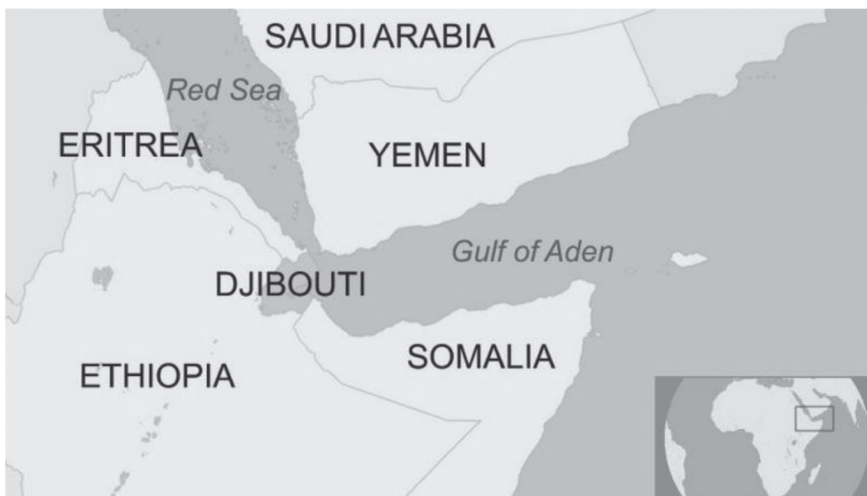 SAUDI ARABIA
Red Sea
ERITREA
YEMEN
Gulf of Aden
DJIBOUTI
SOMALIA
ETHIOPIA